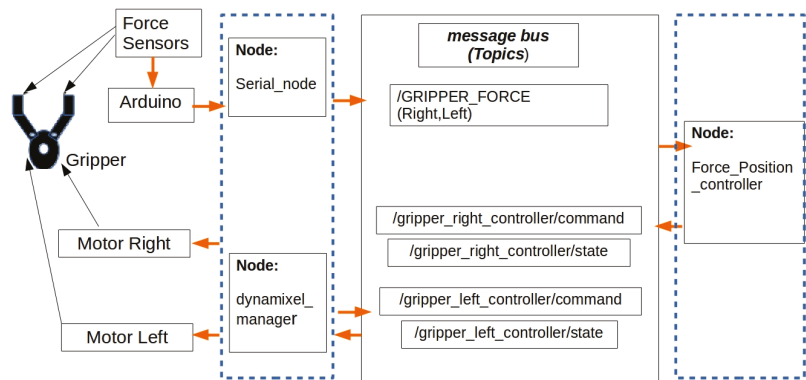 Force
Sensors
Arduino
Gripper
Motor Right
Motor Left
Node:
Serial_node
Node:
dynamixel_
manager
message bus
(Topics)
/GRIPPER_FORCE
(Right,Left)
/gripper_right_controller/command
/gripper_right_controller/state
/gripper_left_controller/command
/gripper_left_controller/state
Node:
Force_Position
_controller